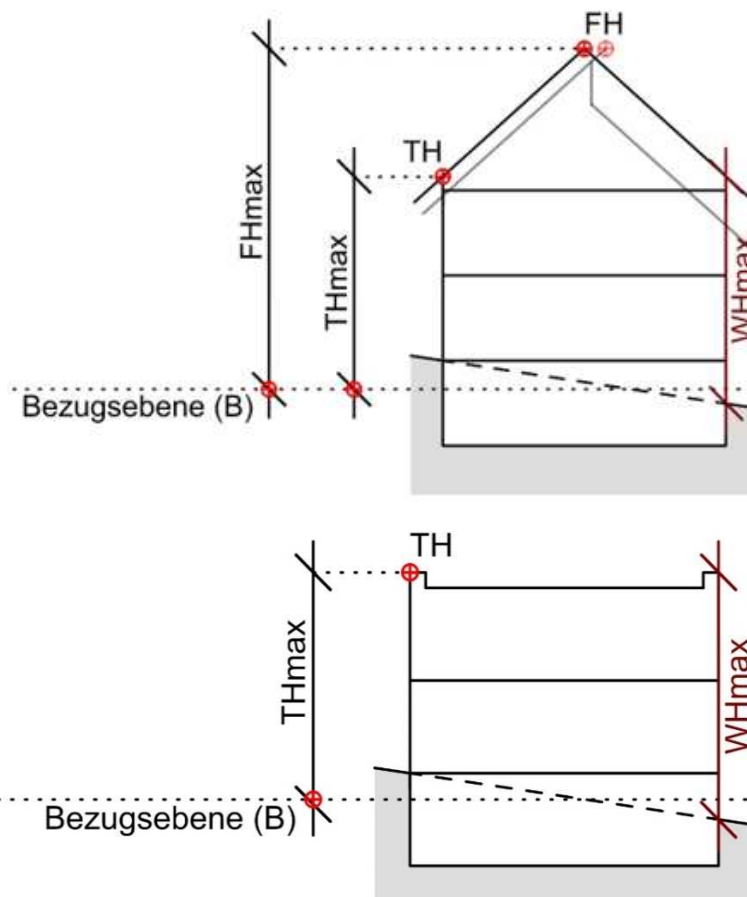 FH
TH
FHmax
THmax
WHmax
Bezugsebene (B)
TH
THmax
WHmax
Bezugsebene (B)